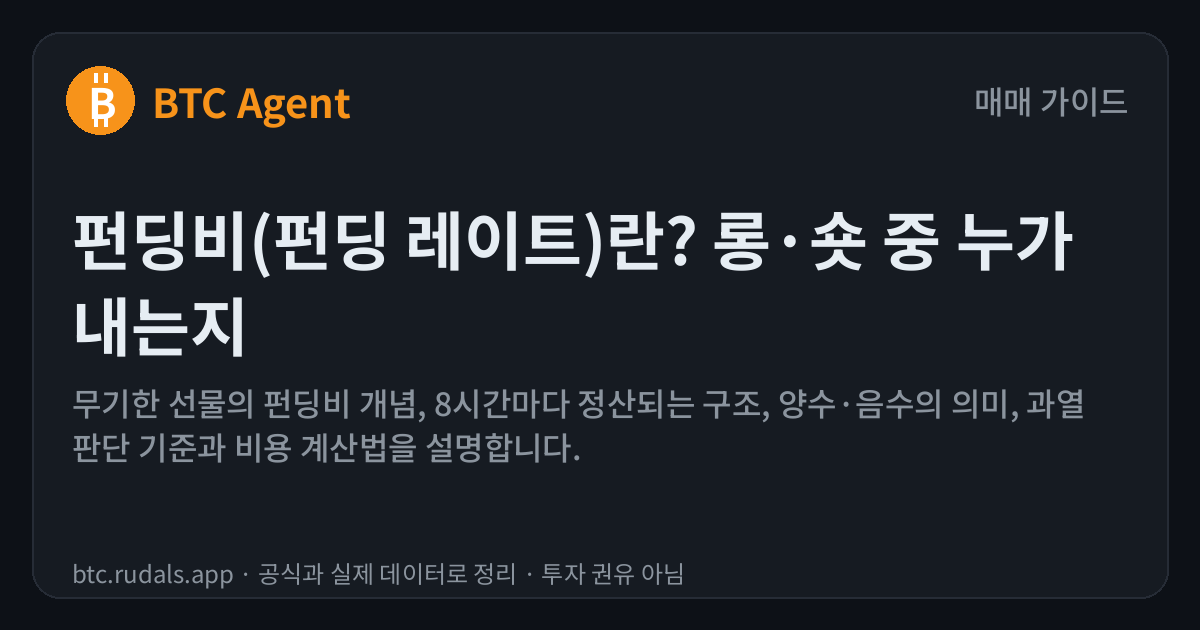 BTC Agent
매매 가이드
펀딩비(펀딩 레이트)란? 롱·숏 중 누가
내는지
무기한 선물의 펀딩비 개념, 8시간마다 정산되는 구조, 양수·음수의 의미, 과열
판단 기준과 비용 계산법을 설명합니다.
btc.rudals.app · 공식과 실제 데이터로 정리 · 투자 권유 아님